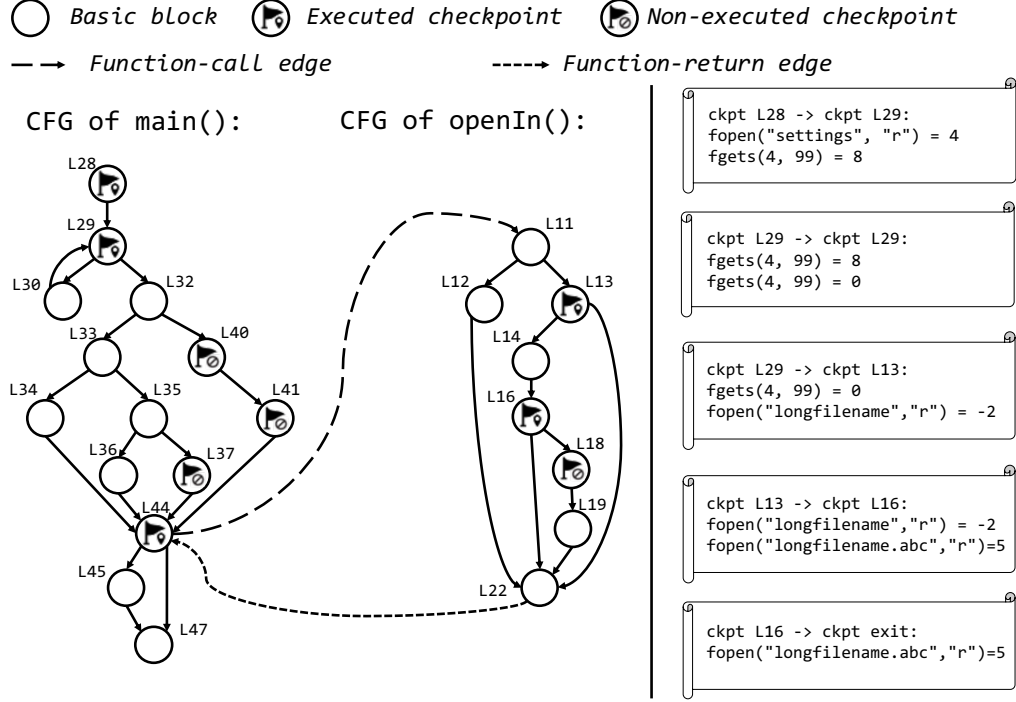 Basic block Executed checkpoint Non-executed checkpoint
Function-call edge Function-return edge
CFG of main(): CFG of openIn():
L28
L29
L30
L32
L33
L40
L34
L35
L41
L36
L37
L44
L45
L47
L11
L12
L13
L14
L16
L18
L19
L22
ckpt L28 -> ckpt L29:
fopen("settings", "r") = 4
fgets(4, 99) = 8
ckpt L29 -> ckpt L29:
fgets(4, 99) = 8
fgets(4, 99) = 0
ckpt L29 -> ckpt L13:
fgets(4, 99) = 0
fopen("longfilename","r") = -2
ckpt L13 -> ckpt L16:
fopen("longfilename","r") = -2
fopen("longfilename.abc","r")=5
ckpt L16 -> ckpt exit:
fopen("longfilename.abc","r")=5